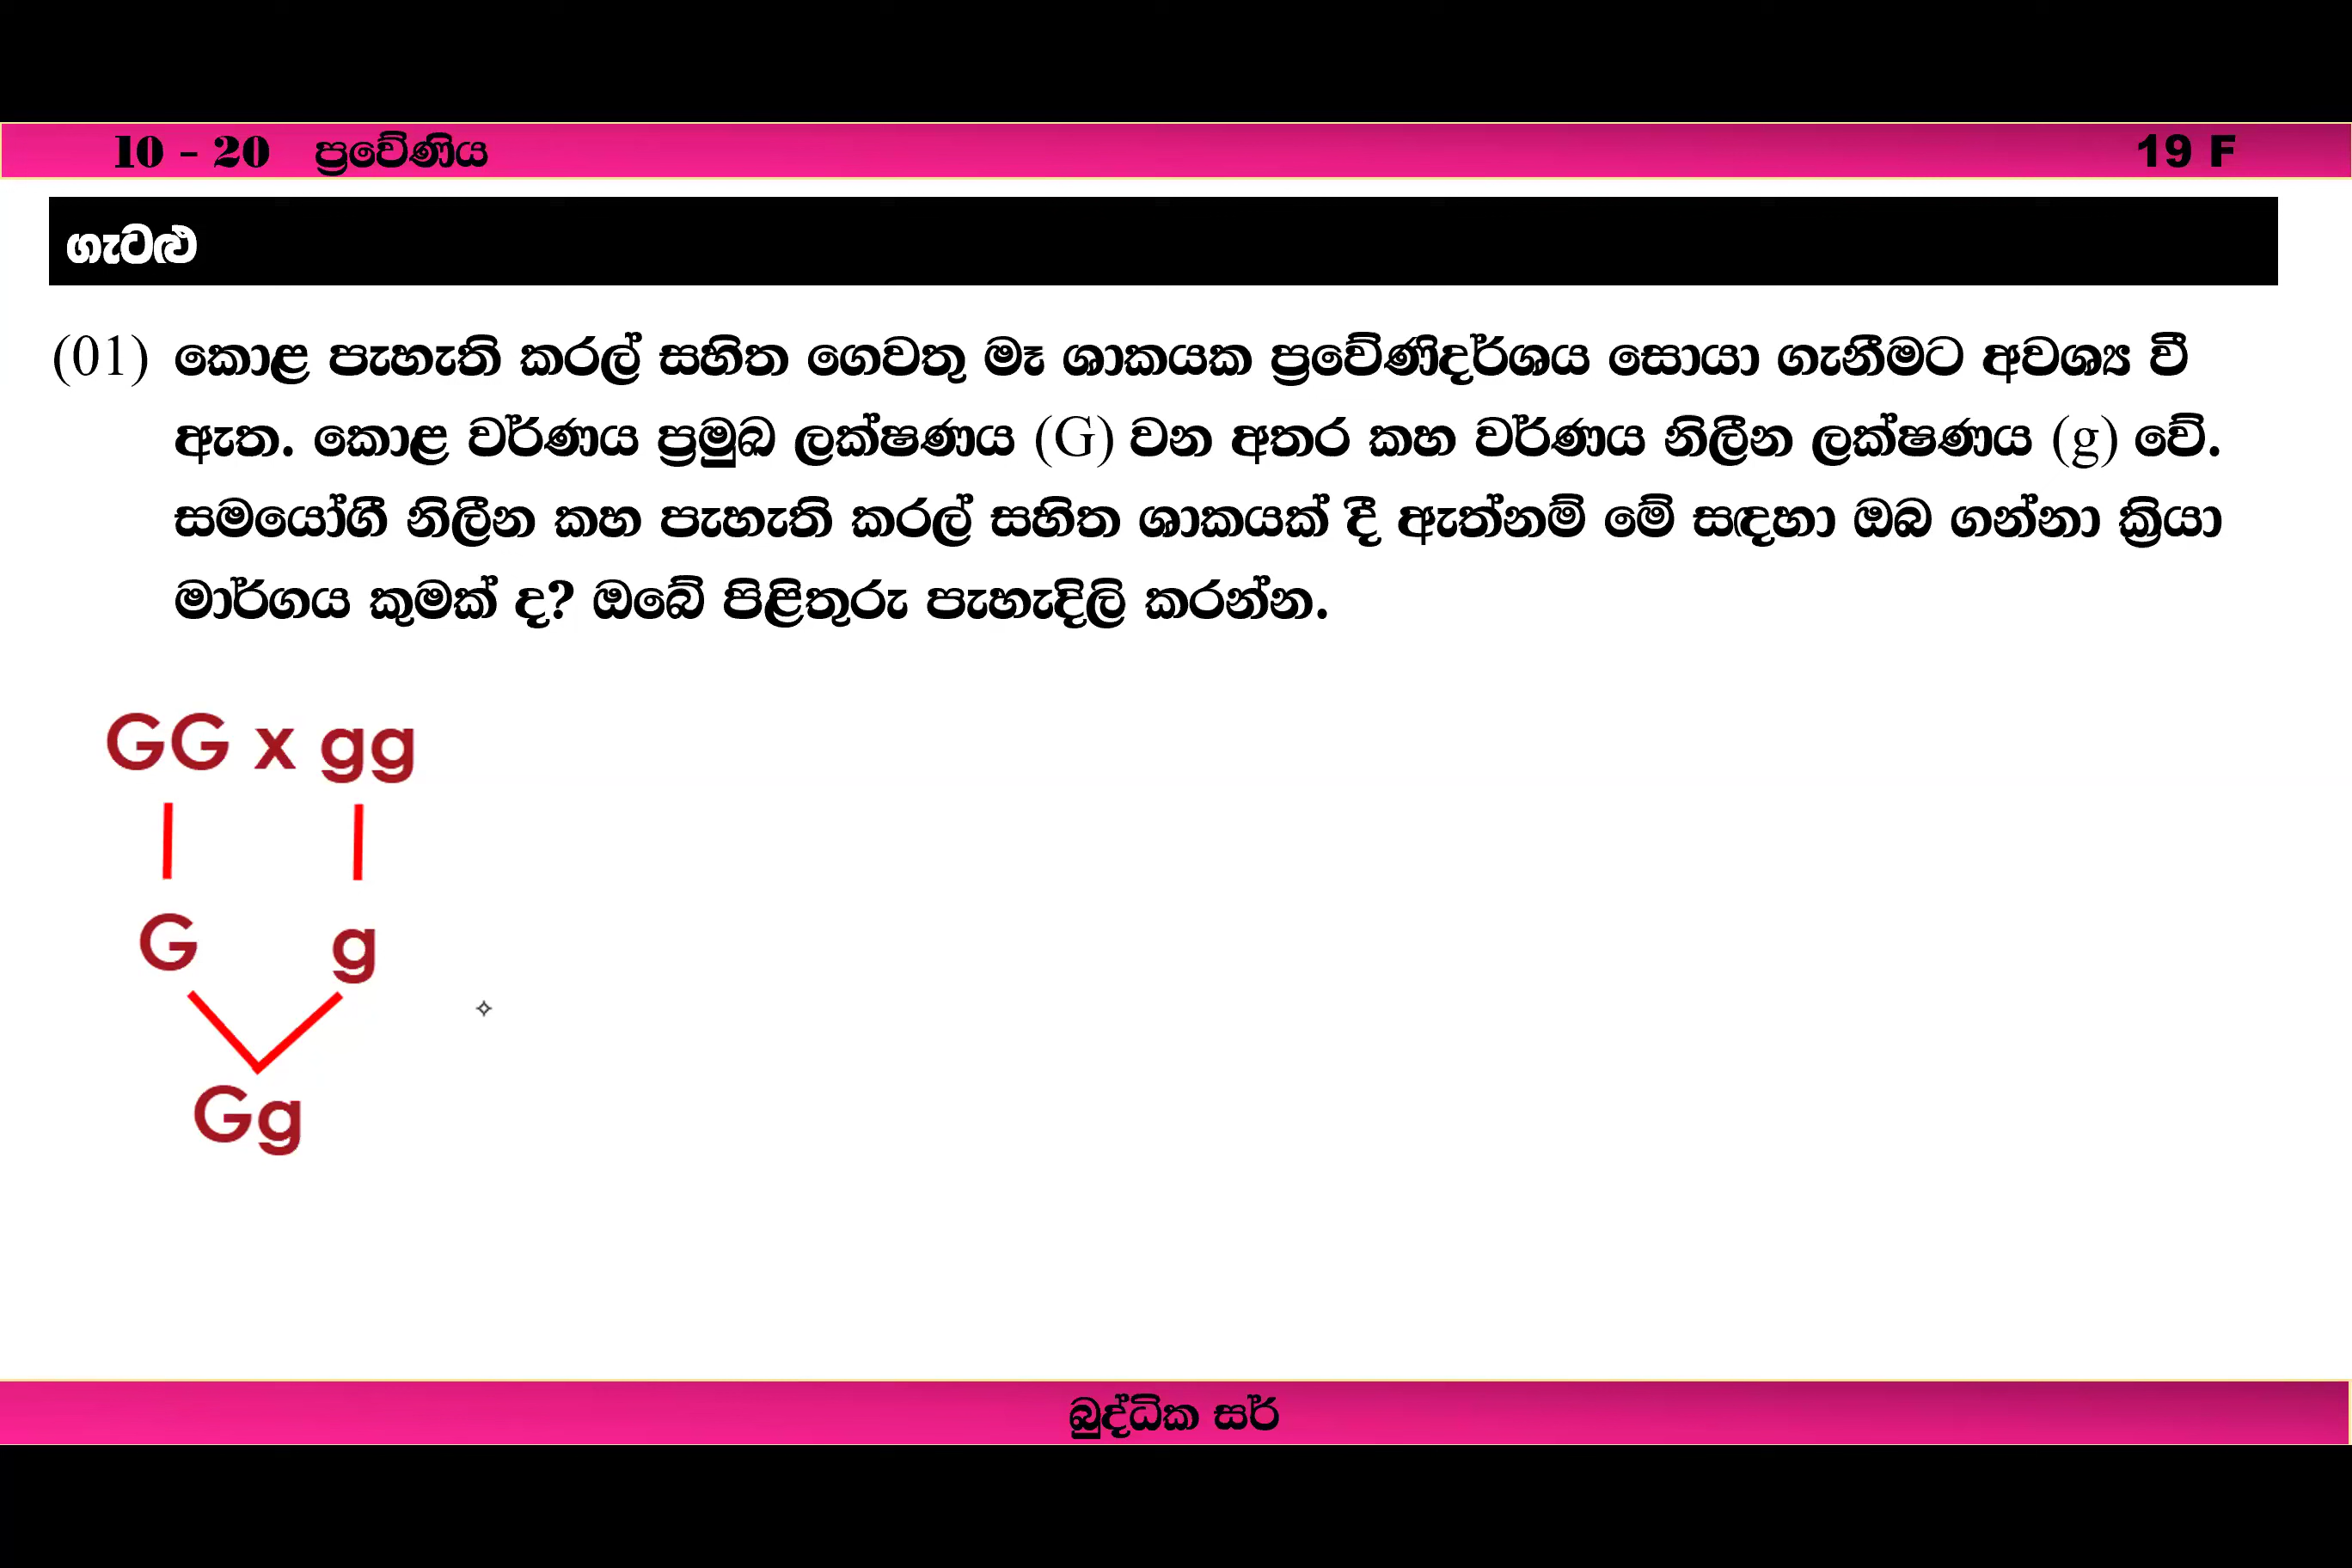 10 - 20 ප්‍රවේණිය
19 F
ගැටළු
(01) කොළ පැහැති කරල් සහිත ගෙවතු මෑ ශාකයක ප්‍රවේණිදර්ශය සොයා ගැනීමට අවශ්‍ය වී
ඇත. කොළ වර්ණය ප්‍රමුඛ ලක්ෂණය (G) වන අතර කහ වර්ණය නිලීන ලක්ෂණය (g) වේ.
සමයෝගී නිලීන කහ පැහැති කරල් සහිත ශාකයක් දී ඇත්නම් මේ සඳහා ඔබ ගන්නා ක්‍රියා
මාර්ගය කුමක් ද? ඔබේ පිළිතුරු පැහැදිලි කරන්න.
GG x gg
G g
Gg
බුද්ධික සර්